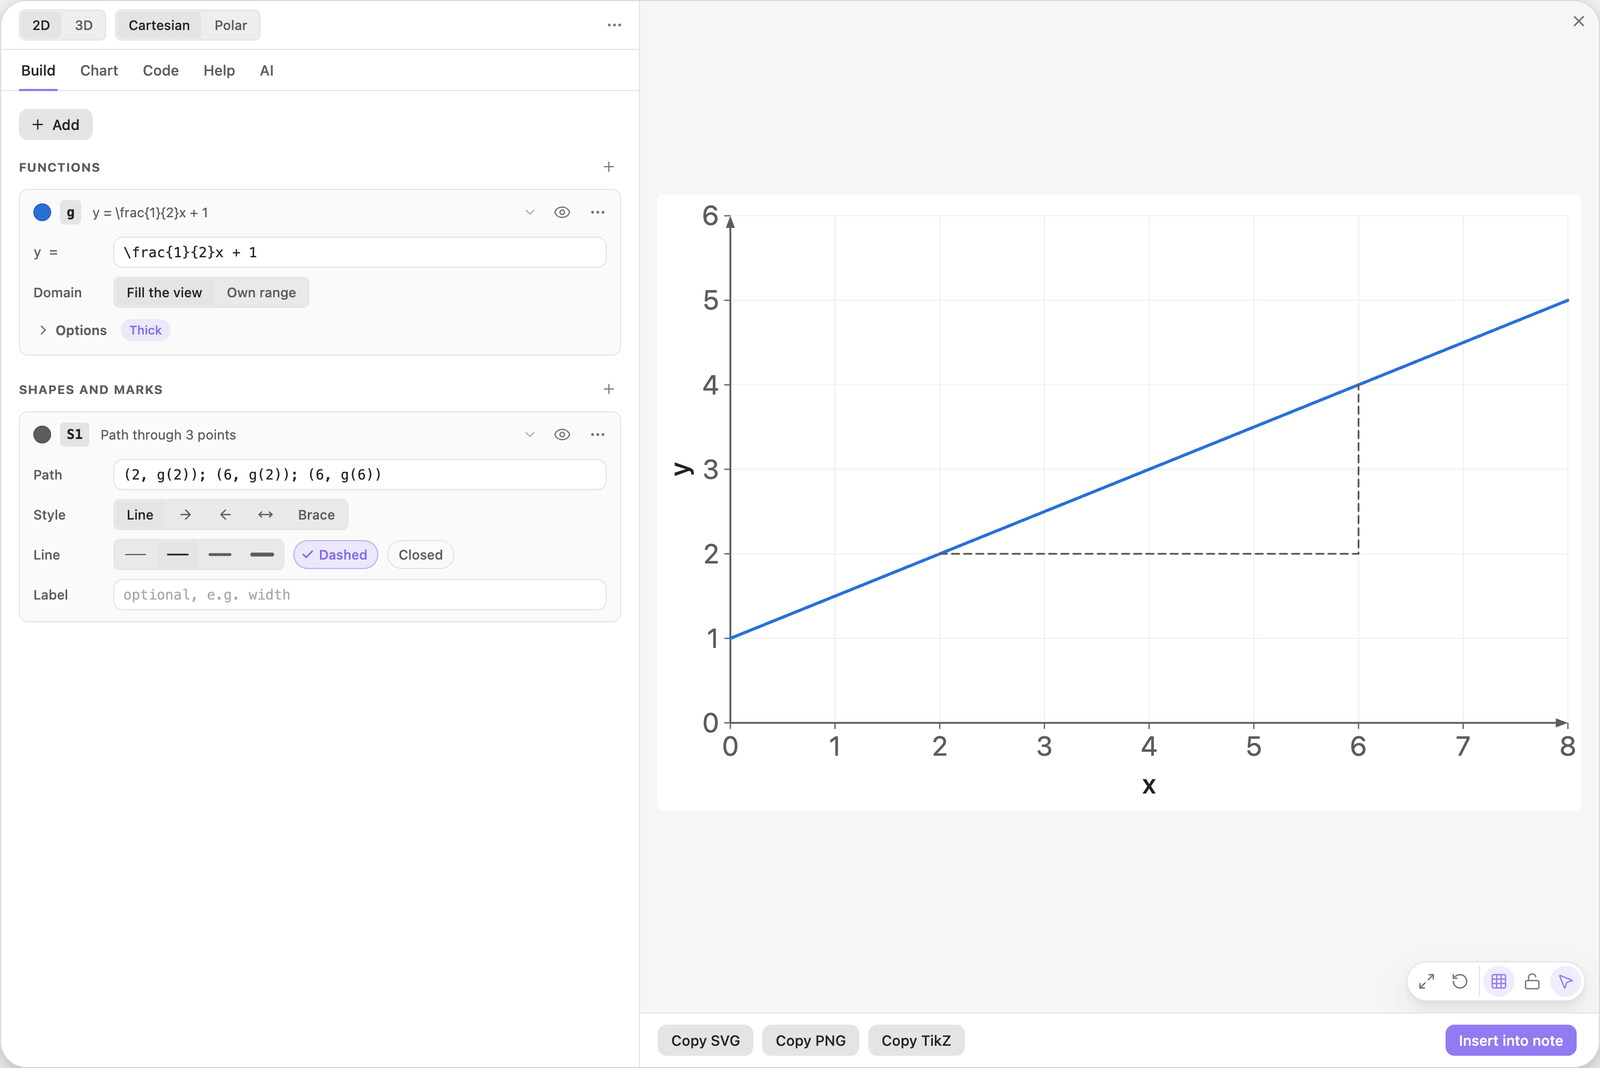 2D 3D Cartesian Polar
Build Chart Code Help AI
+ Add
FUNCTIONS
g y = \frac{1}{2}x + 1
y = \frac{1}{2}x + 1
Domain Fill the view Own range
Options Thick
SHAPES AND MARKS
S1 Path through 3 points
Path (2, g(2)); (6, g(2)); (6, g(6))
Style Line → ← ↔ Brace
Line Dashed Closed
Label optional, e.g. width
6
5
4
y 3
2
1
0
0 1 2 3 4 5 6 7 8
x
Copy SVG Copy PNG Copy TikZ Insert into note